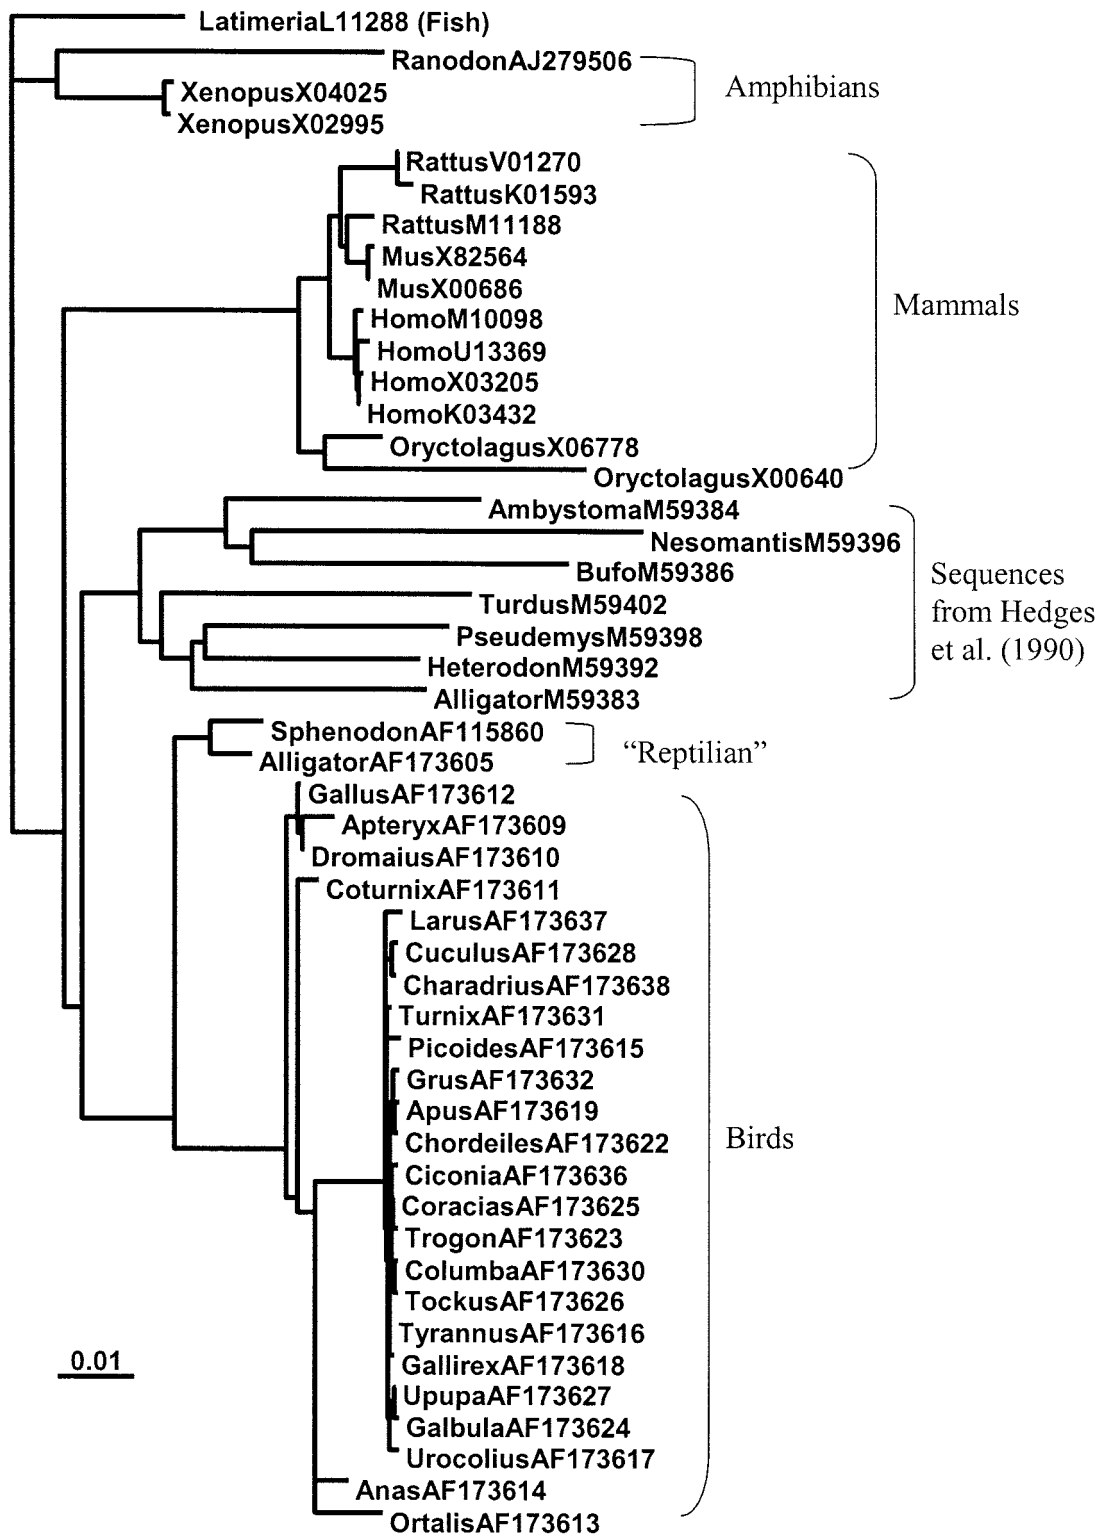 LatimeriaL11288 (Fish)
RanodonAJ279506
XenopusX04025
XenopusX02995
Amphibians
RattusV01270
RattusK01593
RattusM11188
MusX82564
MusX00686
HomoM10098
HomoU13369
HomoX03205
HomoK03432
OryctolagusX06778
OryctolagusX00640
Mammals
AmbystomaM59384
NesomantisM59396
BufoM59386
TurdusM59402
PseudemysM59398
HeterodonM59392
AlligatorM59383
Sequences
from Hedges
et al. (1990)
SphenodonAF115860
AlligatorAF173605
“Reptilian”
GallusAF173612
ApteryxAF173609
DromaiusAF173610
CoturnixAF173611
LarusAF173637
CuculusAF173628
CharadriusAF173638
TurnixAF173631
PicoidesAF173615
GrusAF173632
ApusAF173619
ChordeilesAF173622
CiconiaAF173636
CoraciasAF173625
TrogonAF173623
ColumbaAF173630
TockusAF173626
TyrannusAF173616
GallirexAF173618
UpupaAF173627
GalbulaAF173624
UrocoliusAF173617
AnasAF173614
OrtalisAF173613
Birds
0.01